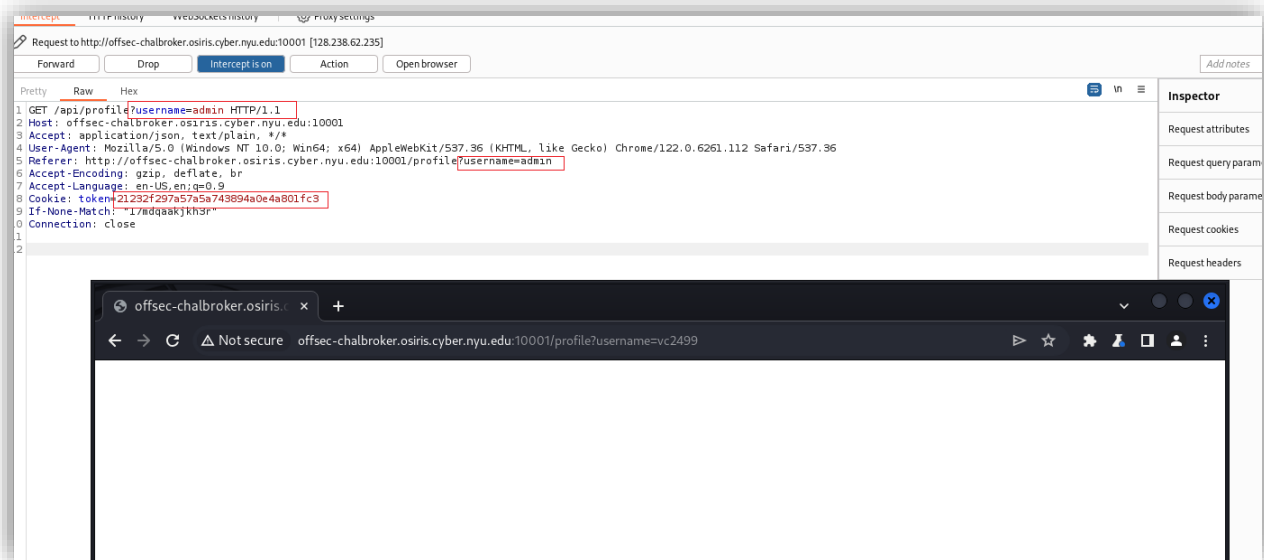 Intercept HTTP history WebSockets history Proxy settings
Request to http://offsec-chalbroker.osiris.cyber.nyu.edu:10001 [128.238.62.235]
Forward Drop Intercept is on Action Open browser Add notes
Pretty Raw Hex \n Inspector
1 GET /api/profile?username=admin HTTP/1.1
2 Host: offsec-chalbroker.osiris.cyber.nyu.edu:10001
3 Accept: application/json, text/plain, */*
4 User-Agent: Mozilla/5.0 (Windows NT 10.0; Win64; x64) AppleWebKit/537.36 (KHTML, like Gecko) Chrome/122.0.6261.112 Safari/537.36
5 Referer: http://offsec-chalbroker.osiris.cyber.nyu.edu:10001/profile?username=admin
6 Accept-Encoding: gzip, deflate, br
7 Accept-Language: en-US,en;q=0.9
8 Cookie: token=21232f297a57a5a743894a0e4a801fc3
9 If-None-Match: "17mdqaakjkh3r"
0 Connection: close
1
2
Request attributes
Request query param
Request body parame
Request cookies
Request headers
offsec-chalbroker.osiris.c
Not secure offsec-chalbroker.osiris.cyber.nyu.edu:10001/profile?username=vc2499